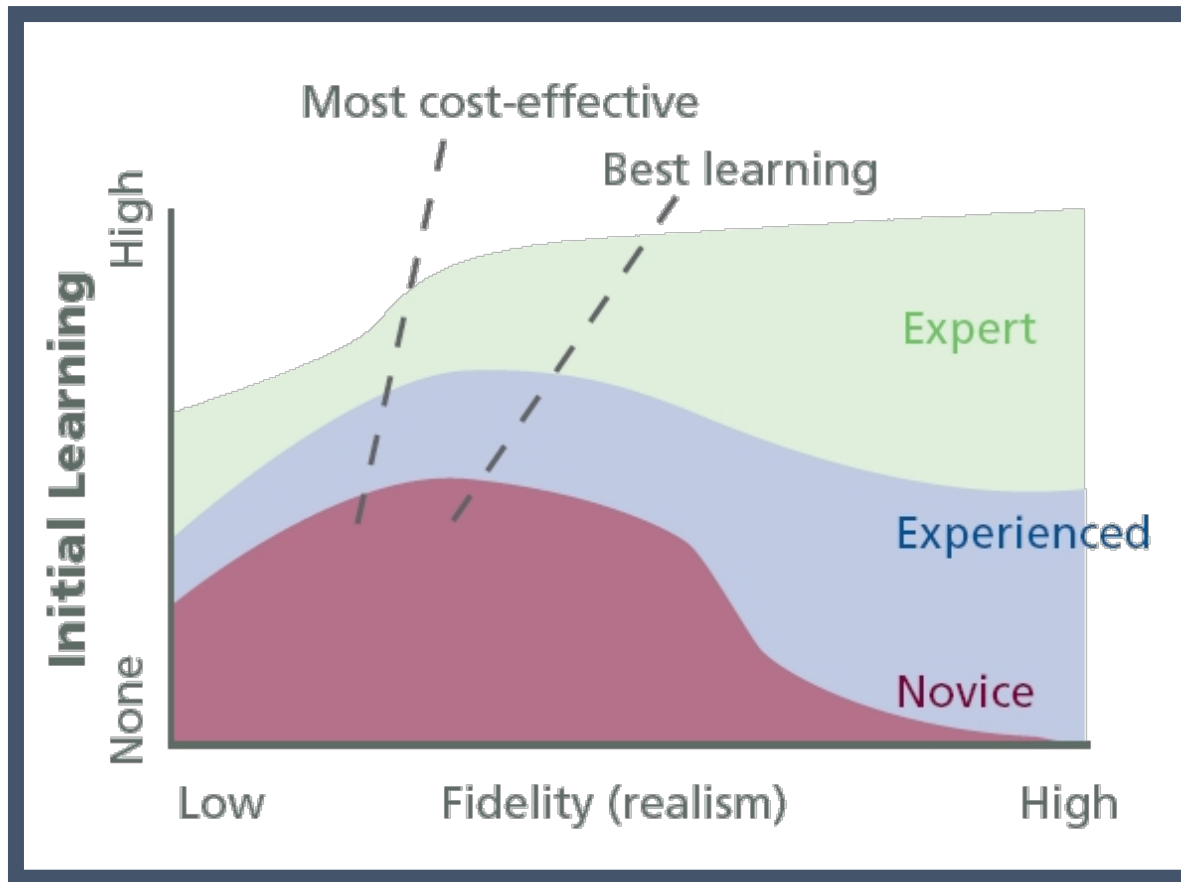 Most cost-effective
Best learning
High
Initial Learning
None
Expert
Experienced
Novice
Low
Fidelity (realism)
High